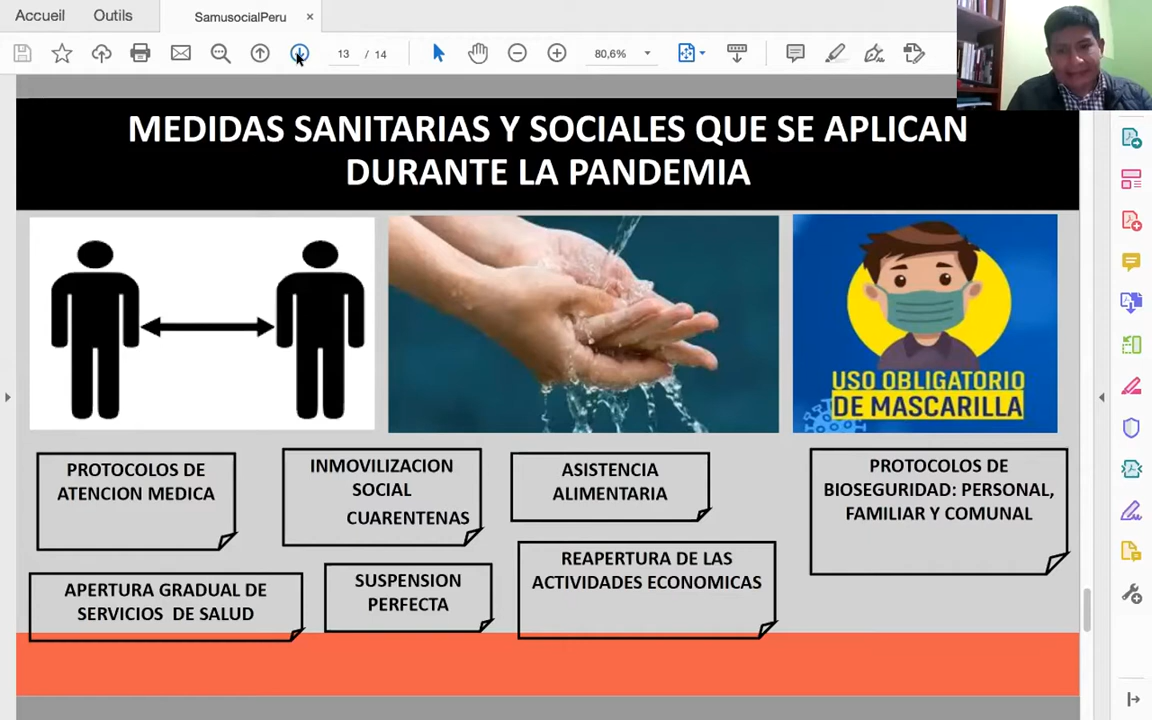 Accueil
Outils
SamusocialPeru
×
13 / 14
80,6%
MEDIDAS SANITARIAS Y SOCIALES QUE SE APLICAN
DURANTE LA PANDEMIA
USO OBLIGATORIO
DE MASCARILLA
PROTOCOLOS DE
ATENCION MEDICA
INMOVILIZACION
SOCIAL
CUARENTENAS
ASISTENCIA
ALIMENTARIA
PROTOCOLOS DE
BIOSEGURIDAD: PERSONAL,
FAMILIAR Y COMUNAL
APERTURA GRADUAL DE
SERVICIOS DE SALUD
SUSPENSION
PERFECTA
REAPERTURA DE LAS
ACTIVIDADES ECONOMICAS